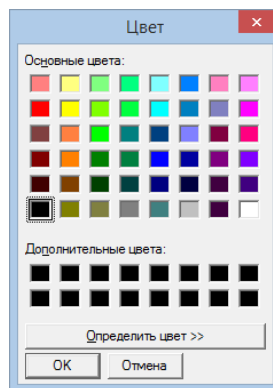 Цвет
Основные цвета:
Дополнительные цвета:
Определить цвет >>
OK
Отмена